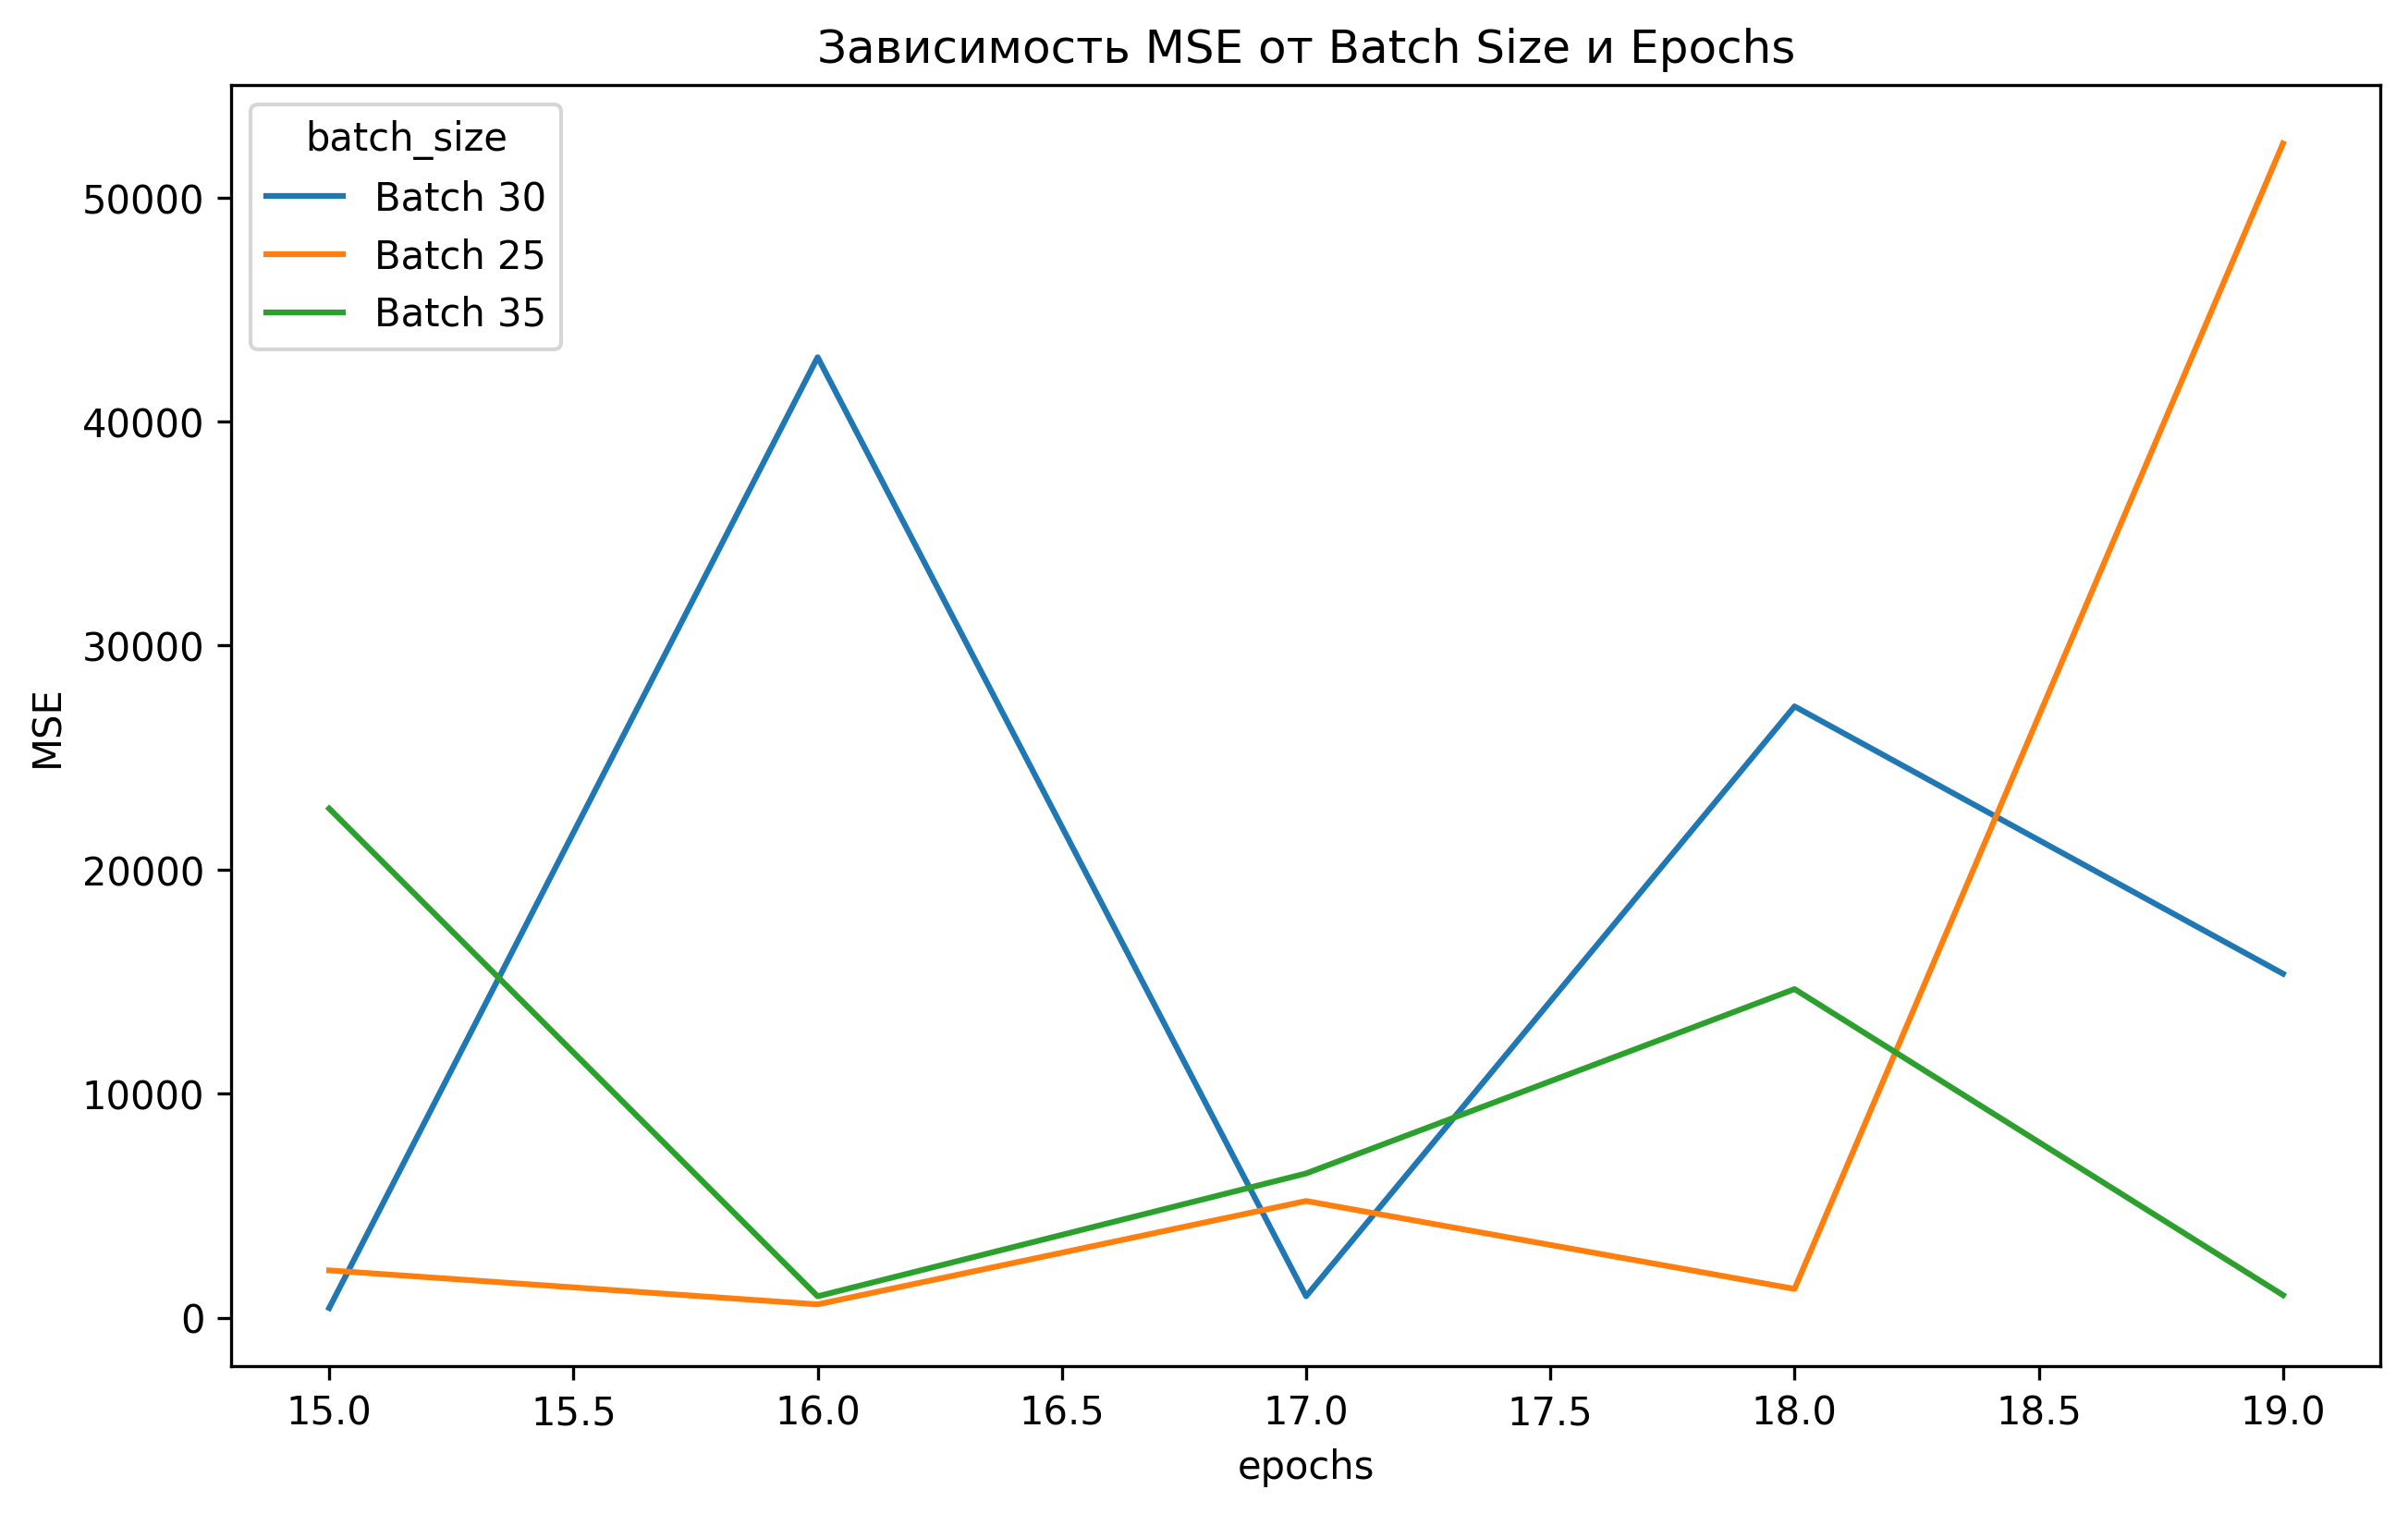 Зависимость MSE от Batch Size и Epochs
batch_size
Batch 30
Batch 25
Batch 35
50000
40000
30000
20000
10000
0
MSE
15.0 15.5 16.0 16.5 17.0 17.5 18.0 18.5 19.0
epochs